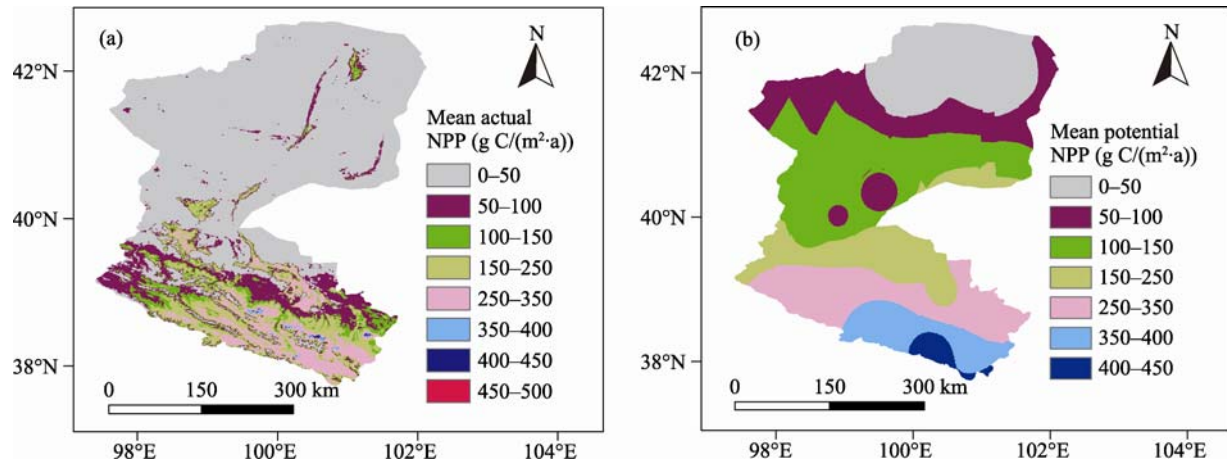 (a)
N
42°N
40°N
38°N
Mean actual
NPP (g C/(m²·a))
0–50
50–100
100–150
150–250
250–350
350–400
400–450
450–500
0 150 300 km
98°E 100°E 102°E 104°E
(b)
N
42°N
40°N
38°N
Mean potential
NPP (g C/(m²·a))
0–50
50–100
100–150
150–250
250–350
350–400
400–450
0 150 300 km
98°E 100°E 102°E 104°E